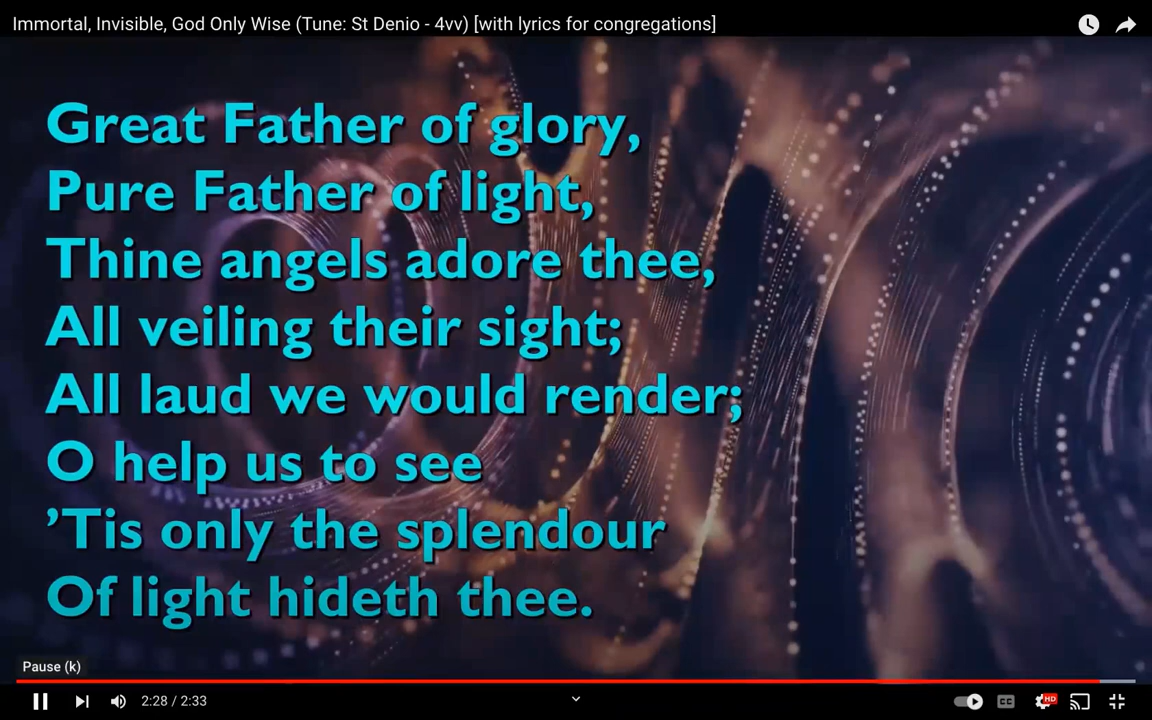 Immortal, Invisible, God Only Wise (Tune: St Denio - 4vv) [with lyrics for congregations]
Great Father of glory,
Pure Father of light,
Thine angels adore thee,
All veiling their sight;
All laud we would render;
O help us to see
’Tis only the splendour
Of light hideth thee.
Pause (k)
2:28 / 2:33
CC
HD